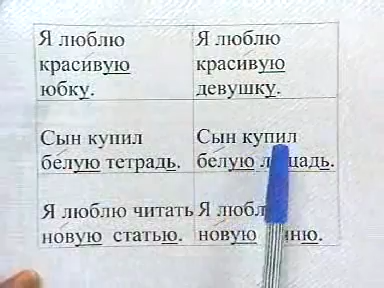 Я люблю
красивую
юбку.
Я люблю
красивую
девушку.
Сын купил
белую тетрадь.
Сын купил
белую
Я люблю читать
новую статью.
Я
новую